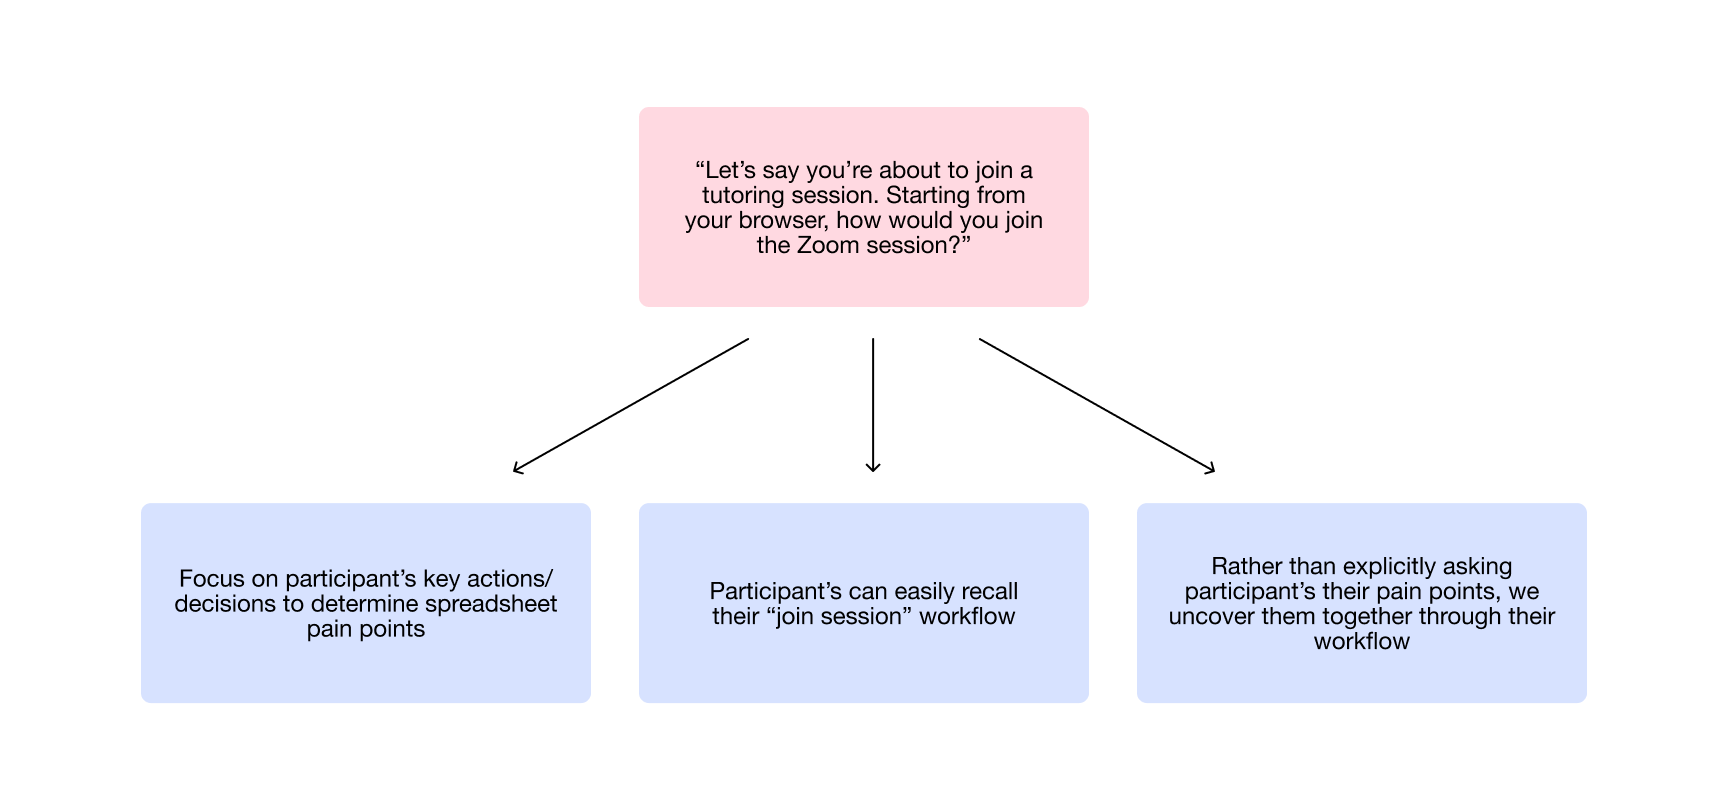 “Let’s say you’re about to join a
tutoring session. Starting from
your browser, how would you join
the Zoom session?”
Focus on participant’s key actions/
decisions to determine spreadsheet
pain points
Participant’s can easily recall
their “join session” workflow
Rather than explicitly asking
participant’s their pain points, we
uncover them together through their
workflow